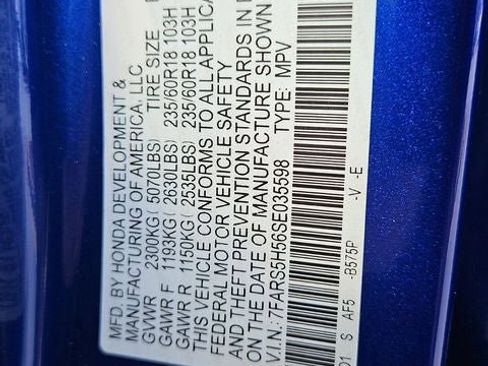 MFD. BY HONDA DEVELOPMENT &
MANUFACTURING OF AMERICA, LLC
TIRE SIZE
GVWR 2300KG( 5070LBS)
GAWR F 1193KG( 2630LBS) 235/60R18 103H
GAWR R 1150KG( 2535LBS) 235/60R18 103H
THIS VEHICLE CONFORMS TO ALL APPLICA
FEDERAL MOTOR VEHICLE SAFETY
AND THEFT PREVENTION STANDARDS IN
ON THE DATE OF MANUFACTURE SHOWN
V.I.N.: 7FARS5H56SE035598 TYPE: MPV
01 S AF5 -B575P -V -E